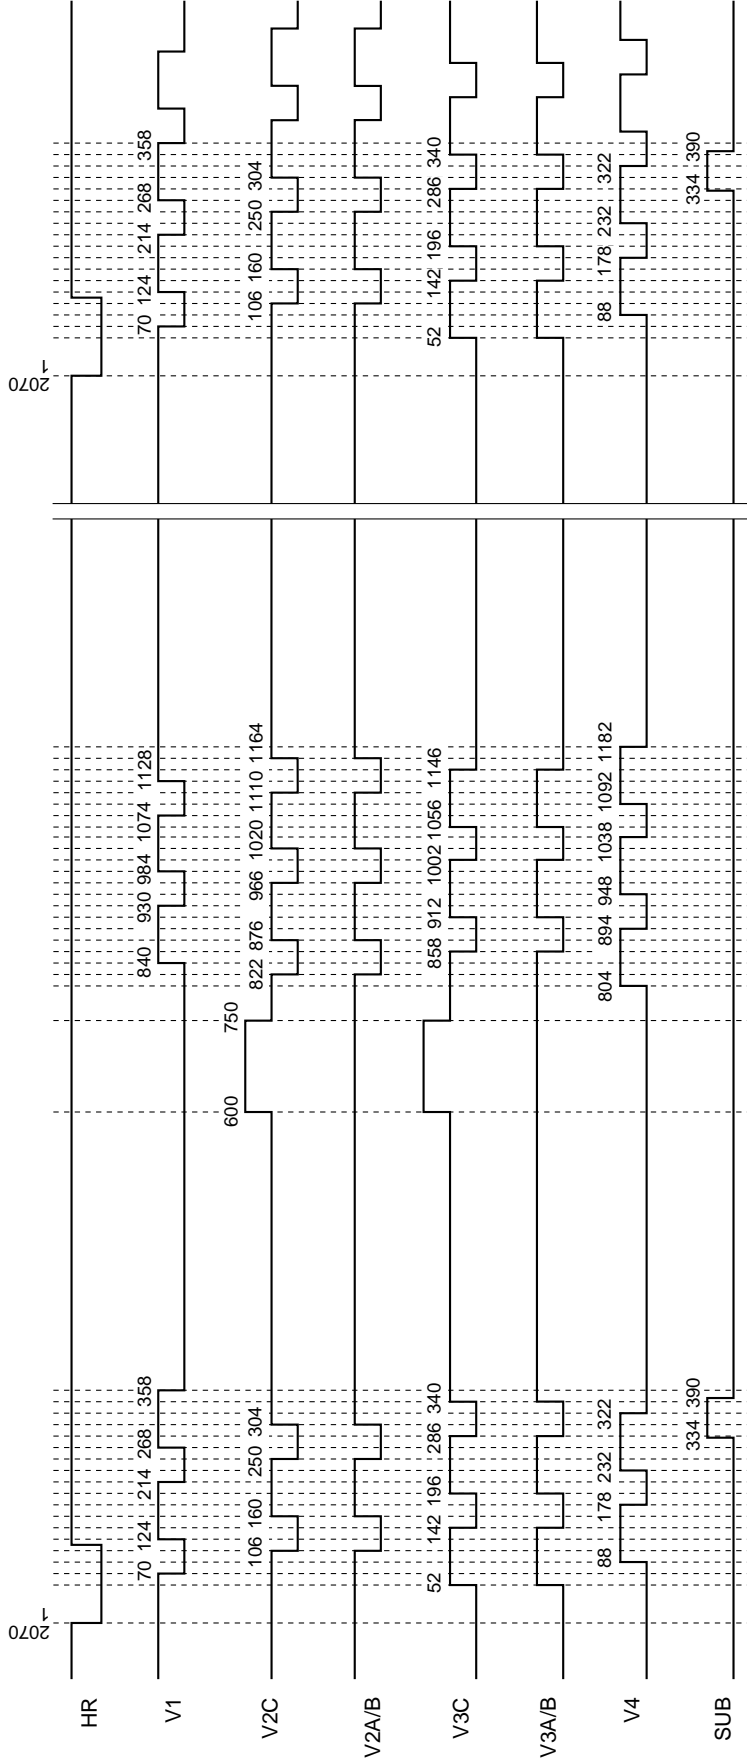 2070 1 2070 1
HR
70 124 214 268 358 840 930 984 1074 1128 70 124 214 268 358
V1
600 750
106 160 250 304 822 876 966 1020 1110 1164 106 160 250 304
V2C
V2A/B
52 142 196 286 340 858 912 1002 1056 1146 52 142 196 286 340
V3C
V3A/B
88 178 232 322 804 894 948 1038 1092 1182 88 178 232 322
V4
334 390 334 390
SUB